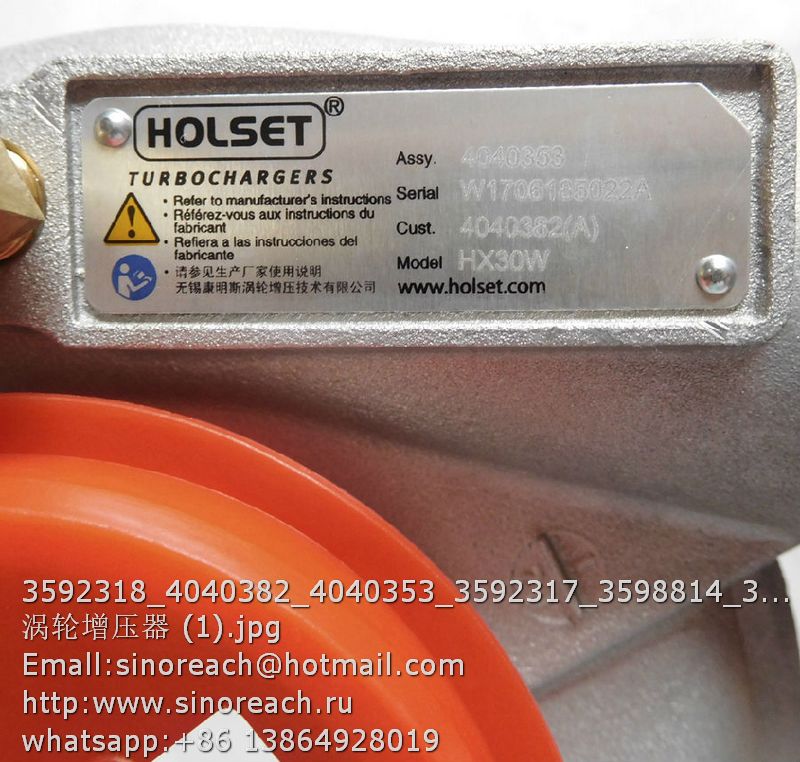 HOLSET®
TURBOCHARGERS
• Refer to manufacturer's instructions
• Référez-vous aux instructions du
fabricant
• Refiera a las instrucciones del
fabricante
• 请参见生产厂家使用说明
无锡康明斯涡轮增压技术有限公司
Assy. 4040353
Serial W1706185022A
Cust. 4040382(A)
Model HX30W
www.holset.com
3592318_4040382_4040353_3592317_3598814_3...
涡轮增压器 (1).jpg
Emall:sinoreach@hotmail.com
http:www.sinoreach.ru
whatsapp:+86 13864928019